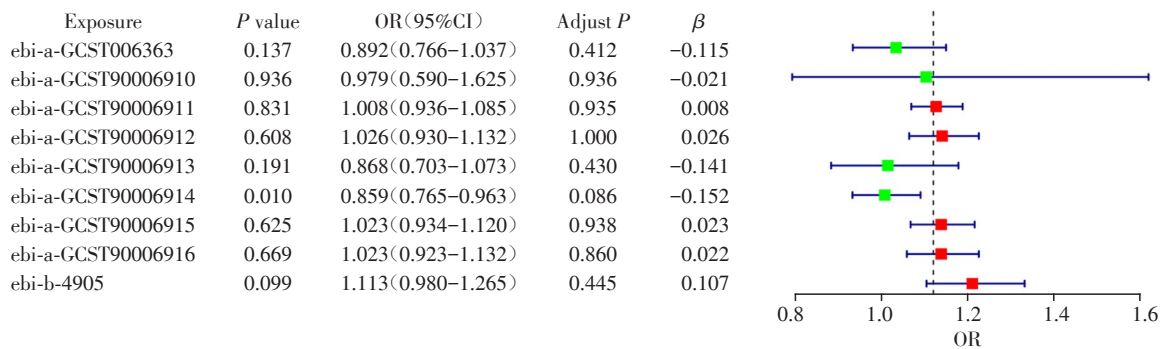 Exposure P value OR（95%CI） Adjust P β
ebi-a-GCST006363 0.137 0.892（0.766-1.037） 0.412 -0.115
ebi-a-GCST90006910 0.936 0.979（0.590-1.625） 0.936 -0.021
ebi-a-GCST90006911 0.831 1.008（0.936-1.085） 0.935 0.008
ebi-a-GCST90006912 0.608 1.026（0.930-1.132） 1.000 0.026
ebi-a-GCST90006913 0.191 0.868（0.703-1.073） 0.430 -0.141
ebi-a-GCST90006914 0.010 0.859（0.765-0.963） 0.086 -0.152
ebi-a-GCST90006915 0.625 1.023（0.934-1.120） 0.938 0.023
ebi-a-GCST90006916 0.669 1.023（0.923-1.132） 0.860 0.022
ebi-b-4905 0.099 1.113（0.980-1.265） 0.445 0.107
0.8 1.0 1.2 1.4 1.6
OR